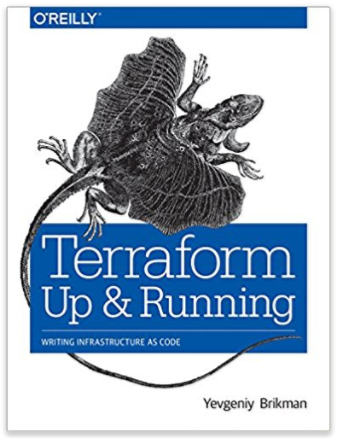 O'REILLY®
Terraform
Up & Running
WRITING INFRASTRUCTURE AS CODE
Yevgeniy Brikman